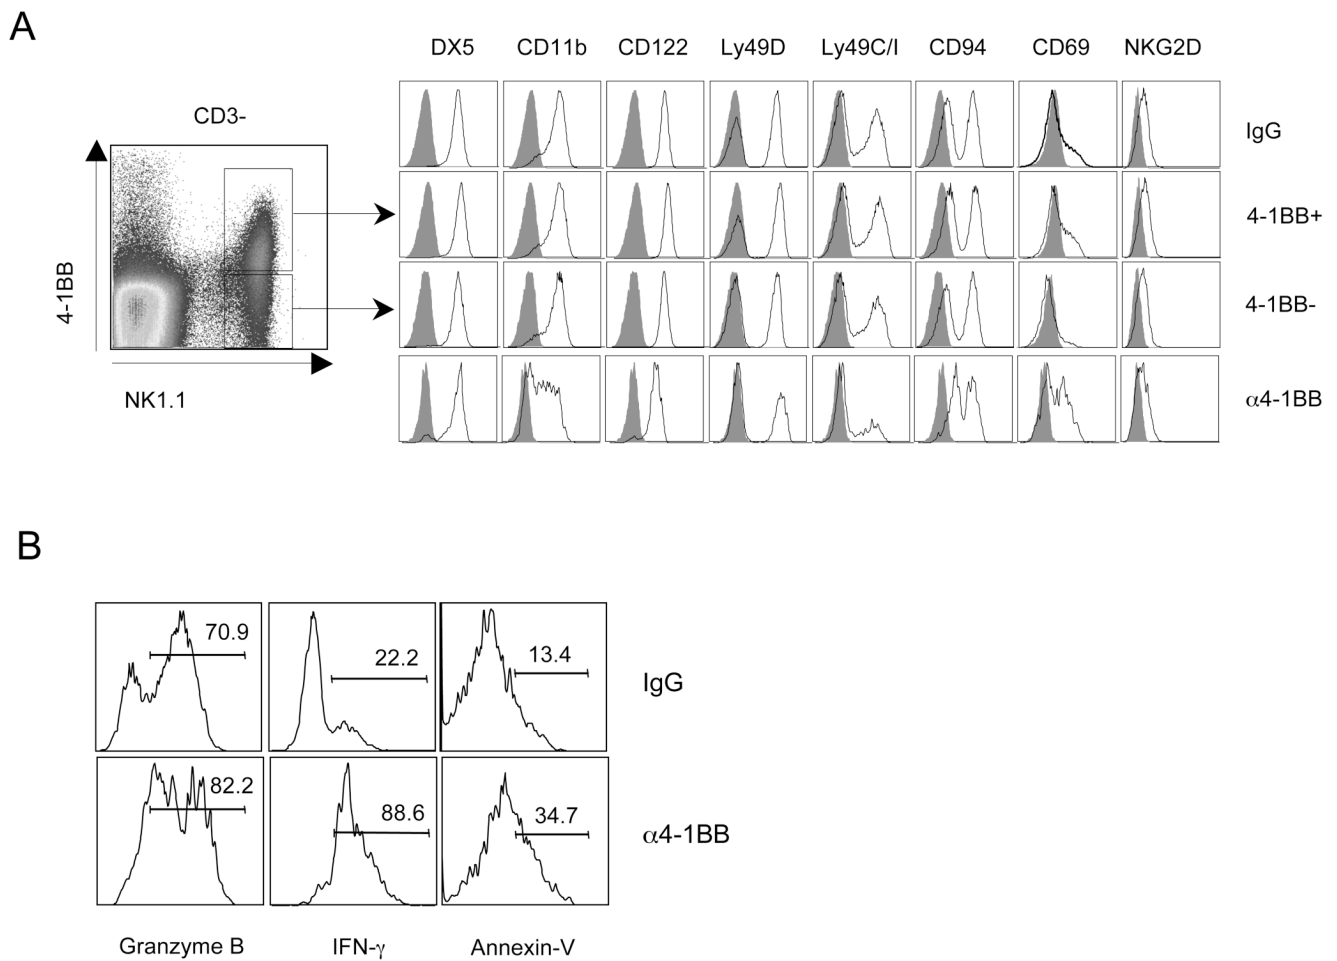 A
DX5 CD11b CD122 Ly49D Ly49C/I CD94 CD69 NKG2D
CD3-
IgG
4-1BB+
4-1BB
4-1BB-
NK1.1
α4-1BB
B
70.9 22.2 13.4
IgG
82.2 88.6 34.7
α4-1BB
Granzyme B IFN-γ Annexin-V